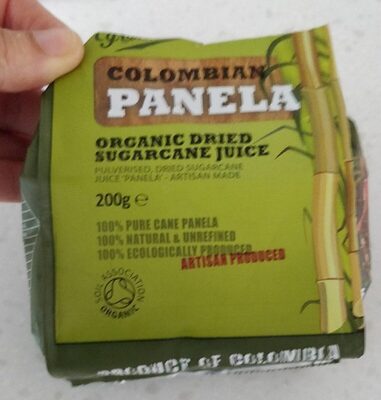 COLOMBIAN
PANELA
ORGANIC DRIED
SUGARCANE JUICE
PULVERISED, DRIED SUGARCANE
JUICE 'PANELA' - ARTISAN MADE
200g ℮
100% PURE CANE PANELA
100% NATURAL & UNREFINED
100% ECOLOGICALLY PRODUCED
ARTISAN PRODUCED
SOIL ASSOCIATION
ORGANIC
PRODUCT OF COLOMBIA